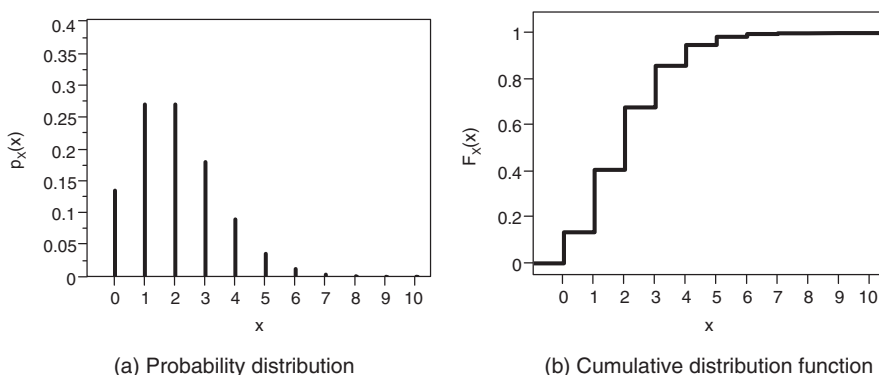 0.4
0.35
0.3
0.25
0.2
0.15
0.1
0.05
0
pX(x)
0 1 2 3 4 5 6 7 8 9 10
x
(a) Probability distribution
1
0.8
0.6
0.4
0.2
0
FX(x)
0 1 2 3 4 5 6 7 8 9 10
x
(b) Cumulative distribution function